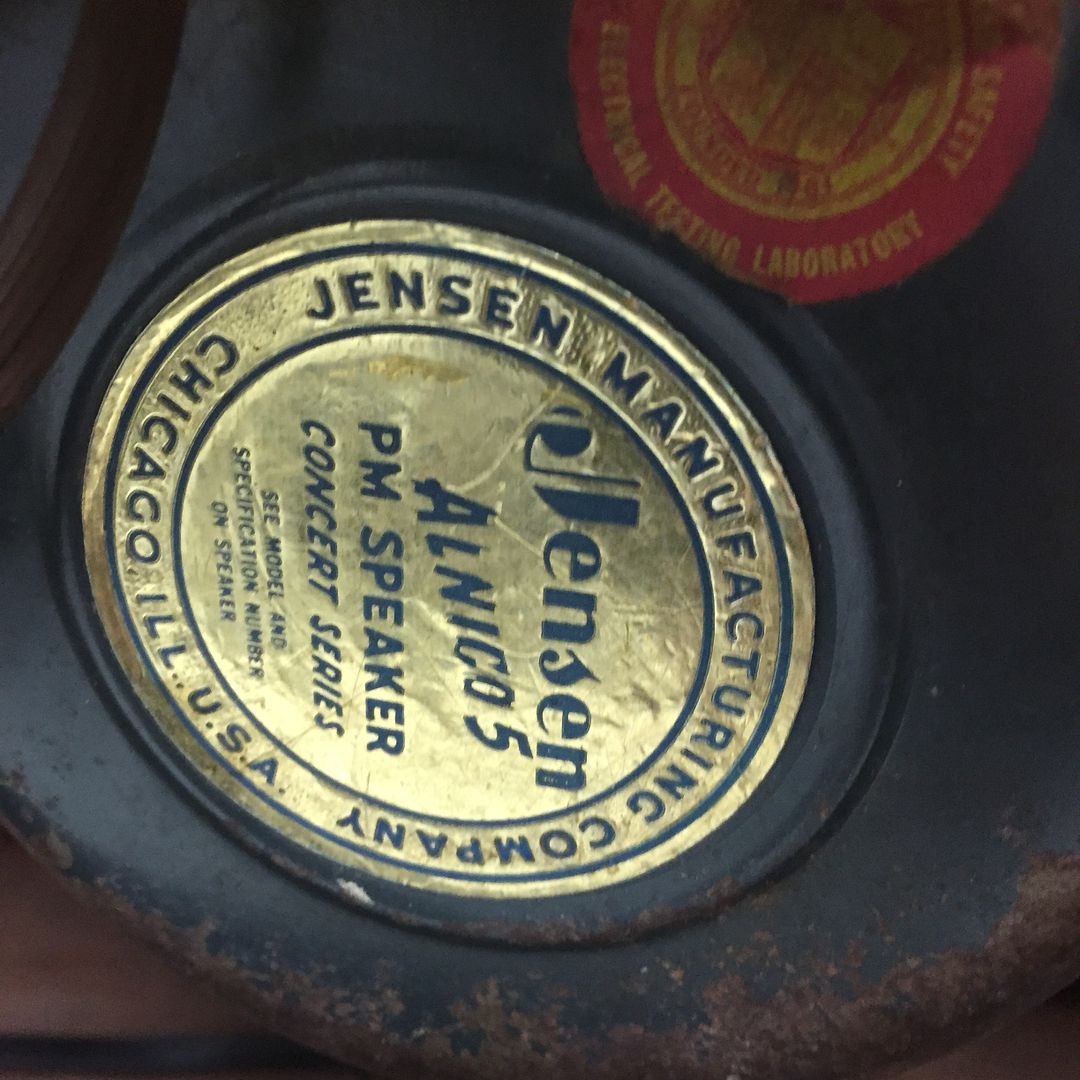 JENSEN MANUFACTURING COMPANY
CHICAGO, ILL. U.S.A.
Jensen
ALNICO 5
PM SPEAKER
CONCERT SERIES
SEE MODEL AND
SPECIFICATION NUMBER
ON SPEAKER
ELECTRICAL TESTING LABORATORY
SAFETY